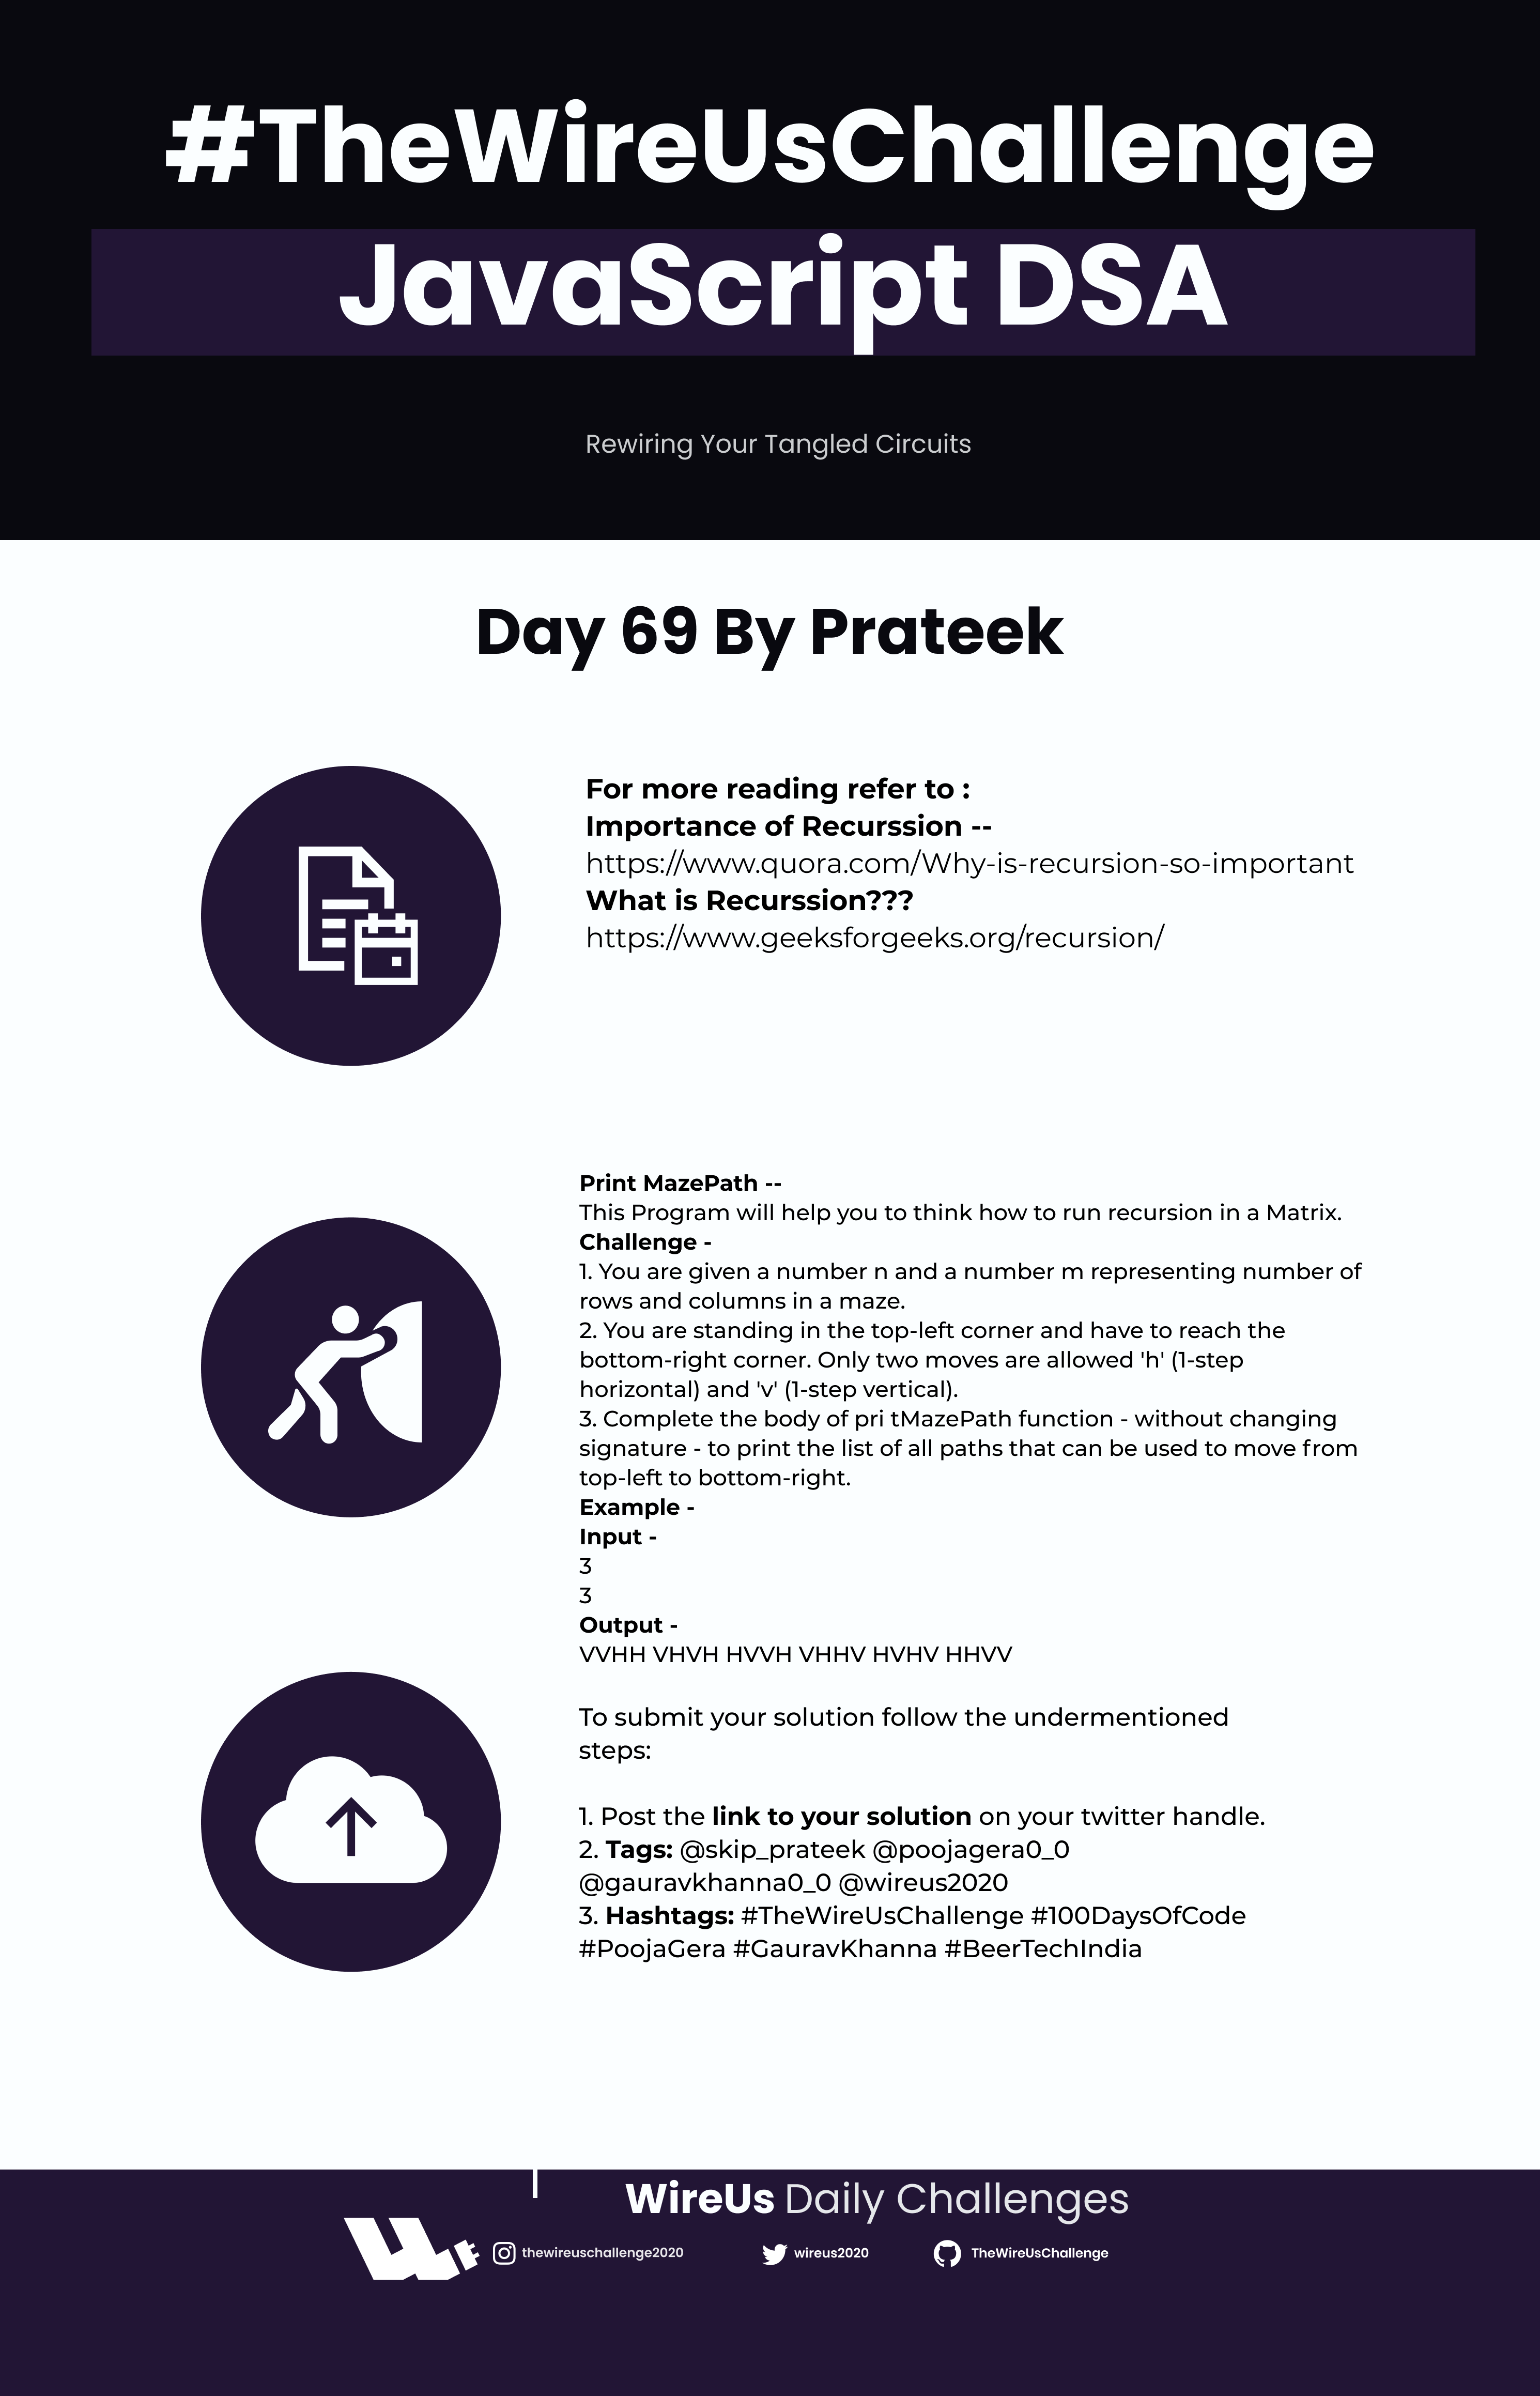 #TheWireUsChallenge
JavaScript DSA
Rewiring Your Tangled Circuits
Day 69 By Prateek
For more reading refer to :
Importance of Recurssion --
https://www.quora.com/Why-is-recursion-so-important
What is Recurssion???
https://www.geeksforgeeks.org/recursion/
Print MazePath --
This Program will help you to think how to run recursion in a Matrix.
Challenge -
1. You are given a number n and a number m representing number of
rows and columns in a maze.
2. You are standing in the top-left corner and have to reach the
bottom-right corner. Only two moves are allowed 'h' (1-step
horizontal) and 'v' (1-step vertical).
3. Complete the body of pri tMazePath function - without changing
signature - to print the list of all paths that can be used to move from
top-left to bottom-right.
Example -
Input -
3
3
Output -
VVHH VHVH HVVH VHHV HVHV HHVV
To submit your solution follow the undermentioned
steps:
1. Post the link to your solution on your twitter handle.
2. Tags: @skip_prateek @poojagera0_0
@gauravkhanna0_0 @wireus2020
3. Hashtags: #TheWireUsChallenge #100DaysOfCode
#PoojaGera #GauravKhanna #BeerTechIndia
WireUs Daily Challenges
thewireuschallenge2020 wireus2020 TheWireUsChallenge